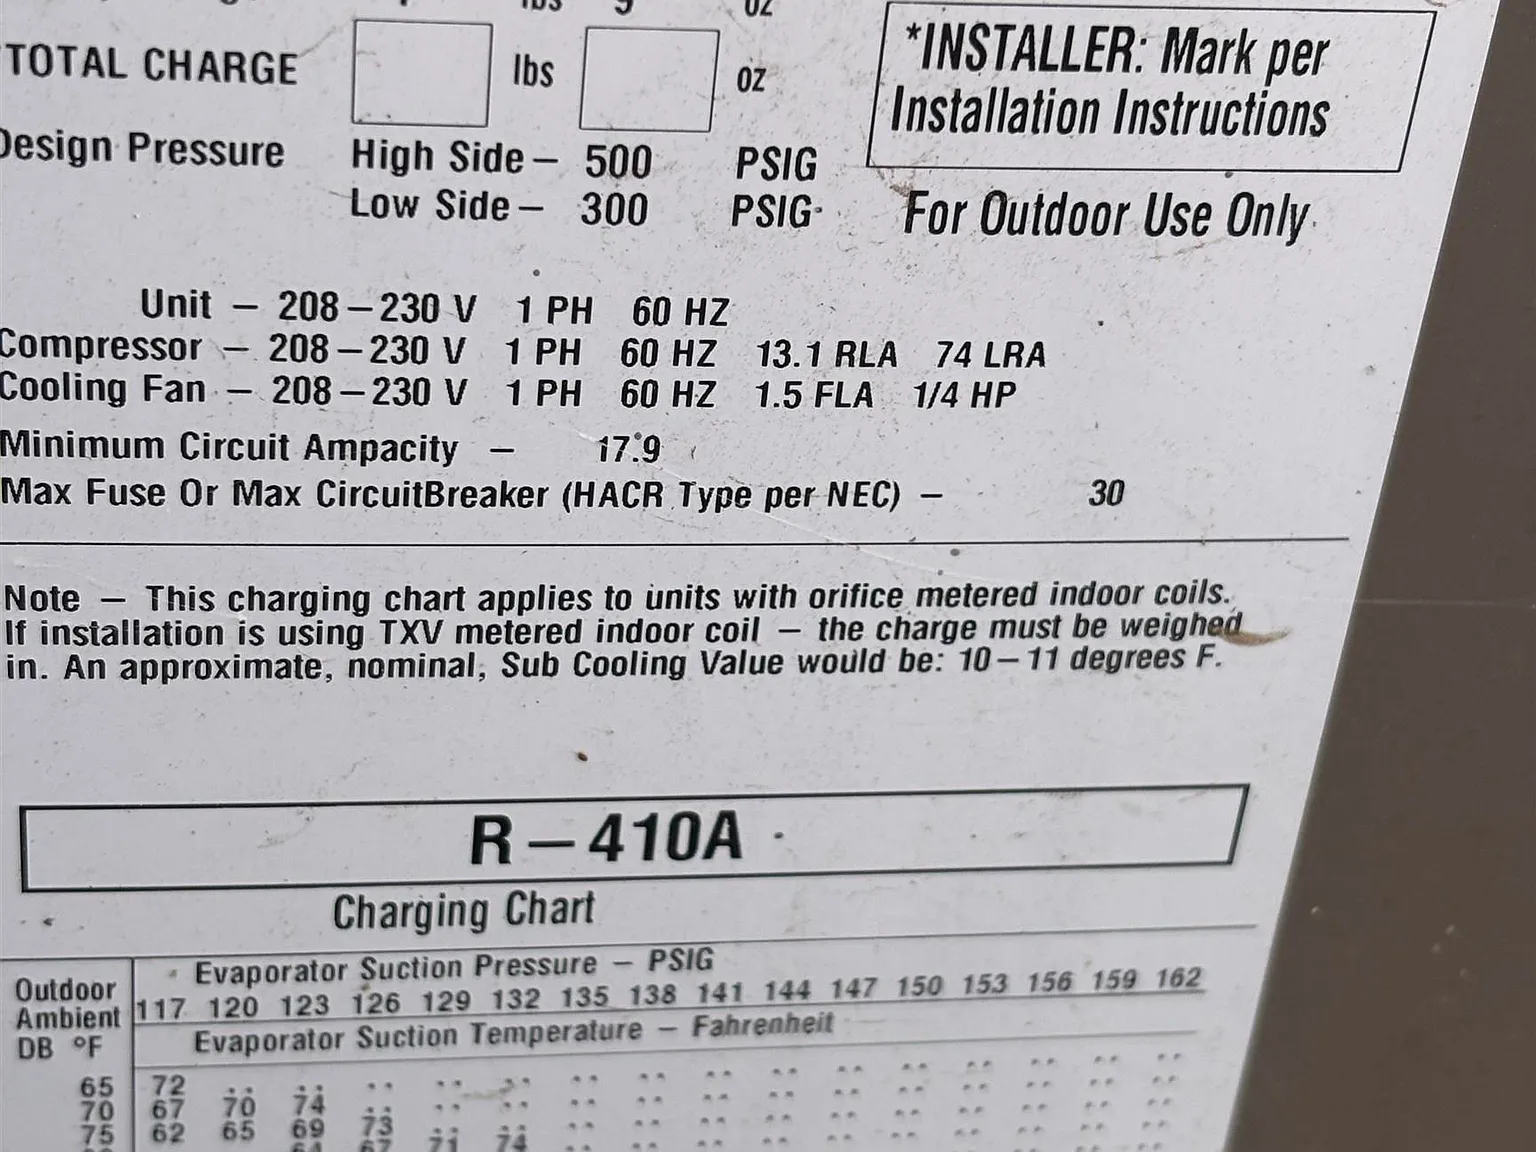 TOTAL CHARGE lbs oz
Design Pressure High Side – 500 PSIG
Low Side – 300 PSIG
*INSTALLER: Mark per
Installation Instructions
For Outdoor Use Only
Unit – 208 – 230 V 1 PH 60 HZ
Compressor – 208 – 230 V 1 PH 60 HZ 13.1 RLA 74 LRA
Cooling Fan – 208 – 230 V 1 PH 60 HZ 1.5 FLA 1/4 HP
Minimum Circuit Ampacity – 17.9
Max Fuse Or Max CircuitBreaker (HACR Type per NEC) – 30
Note – This charging chart applies to units with orifice metered indoor coils.
If installation is using TXV metered indoor coil – the charge must be weighed
in. An approximate, nominal, Sub Cooling Value would be: 10 – 11 degrees F.
R – 410A
Charging Chart
Outdoor
Ambient
DB °F
Evaporator Suction Pressure – PSIG
117 120 123 126 129 132 135 138 141 144 147 150 153 156 159 162
Evaporator Suction Temperature – Fahrenheit
65 72 -- -- -- -- -- -- -- -- -- -- -- -- -- -- --
70 67 70 74 -- -- -- -- -- -- -- -- -- -- -- -- --
75 62 65 69 73 -- -- -- -- -- -- -- -- -- -- -- --
67 71 74